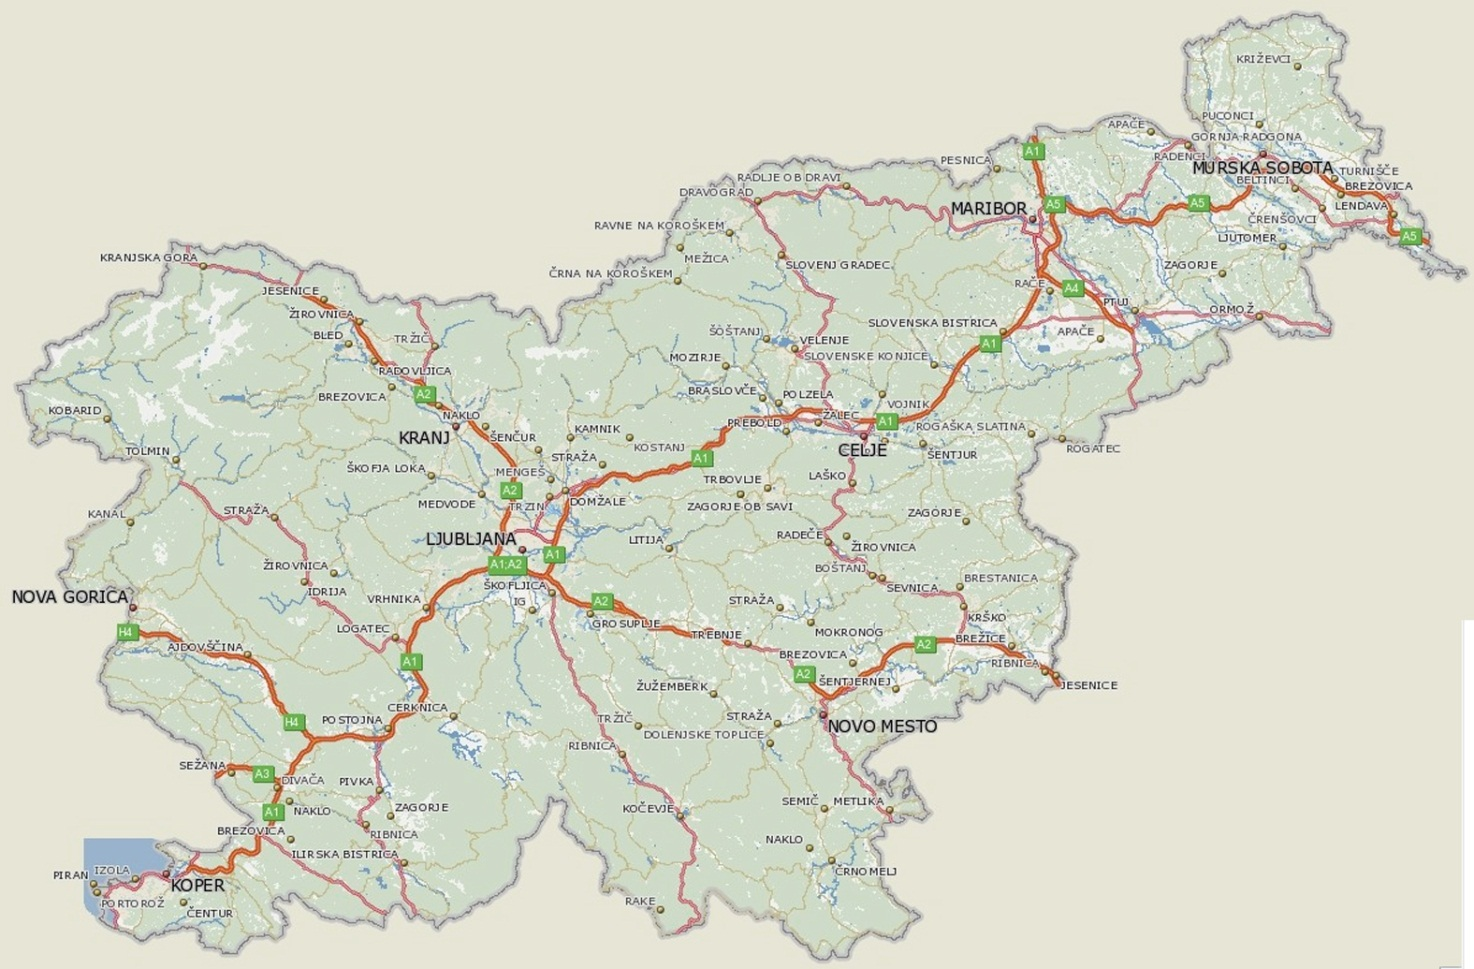 KRIŽEVCI
PUCONCI
APAČE
GORNJA RADGONA
A1
PESNICA
RADENCI
MURSKA SOBOTA
TURNIŠČE
RADLJE OB DRAVI
BELTINCI
BREZOVICA
DRAVOGRAD
MARIBOR
A5
A5
LENDAVA
ČRENŠOVCI
RAVNE NA KOROŠKEM
LJUTOMER
A5
KRANJSKA GORA
MEŽICA
SLOVENJ GRADEC
ZAGORJE
ČRNA NA KOROŠKEM
JESENICE
RAČE
A4
PTUJ
ORMOŽ
ŽIROVNICA
SLOVENSKA BISTRICA
BLED
TRŽIČ
ŠOŠTANJ
VELENJE
APAČE
A1
MOZIRJE
SLOVENSKE KONJICE
RADOVLJICA
BREZOVICA
A2
BRASLOVČE
POLZELA
VOJNIK
KOBARID
NAKLO
PREBOLD
ŽALEC
A1
ROGAŠKA SLATINA
KRANJ
ŠENČUR
KAMNIK
KOSTANJ
CELJE
ŠENTJUR
ROGATEC
TOLMIN
STRAŽA
A1
ŠKOFJA LOKA
MENGEŠ
TRBOVLJE
LAŠKO
A2
MEDVODE
TRZIN
DOMŽALE
ZAGORJE OB SAVI
KANAL
STRAŽA
ZAGORJE
LJUBLJANA
LITIJA
RADEČE
ŽIROVNICA
A1
A1;A2
ŽIROVNICA
BOŠTANJ
BRESTANICA
ŠKOFLJICA
SEVNICA
NOVA GORICA
IDRIJA
VRHNIKA
IG
A2
STRAŽA
KRŠKO
GROSUPLJE
H4
LOGATEC
TREBNJE
MOKRONOG
BREŽICE
AJDOVŠČINA
A2
A1
BREZOVICA
RIBNICA
A2
ŠENTJERNEJ
ŽUŽEMBERK
JESENICE
CERKNICA
H4
POSTOJNA
TRŽIČ
STRAŽA
NOVO MESTO
DOLENJSKE TOPLICE
RIBNICA
SEŽANA
A3
DIVAČA
PIVKA
SEMIČ
METLIKA
A1
NAKLO
ZAGORJE
KOČEVJE
BREZOVICA
RIBNICA
NAKLO
ILIRSKA BISTRICA
PIRAN
IZOLA
ČRNOMELJ
KOPER
PORTOROŽ
RAKE
ČENTUR